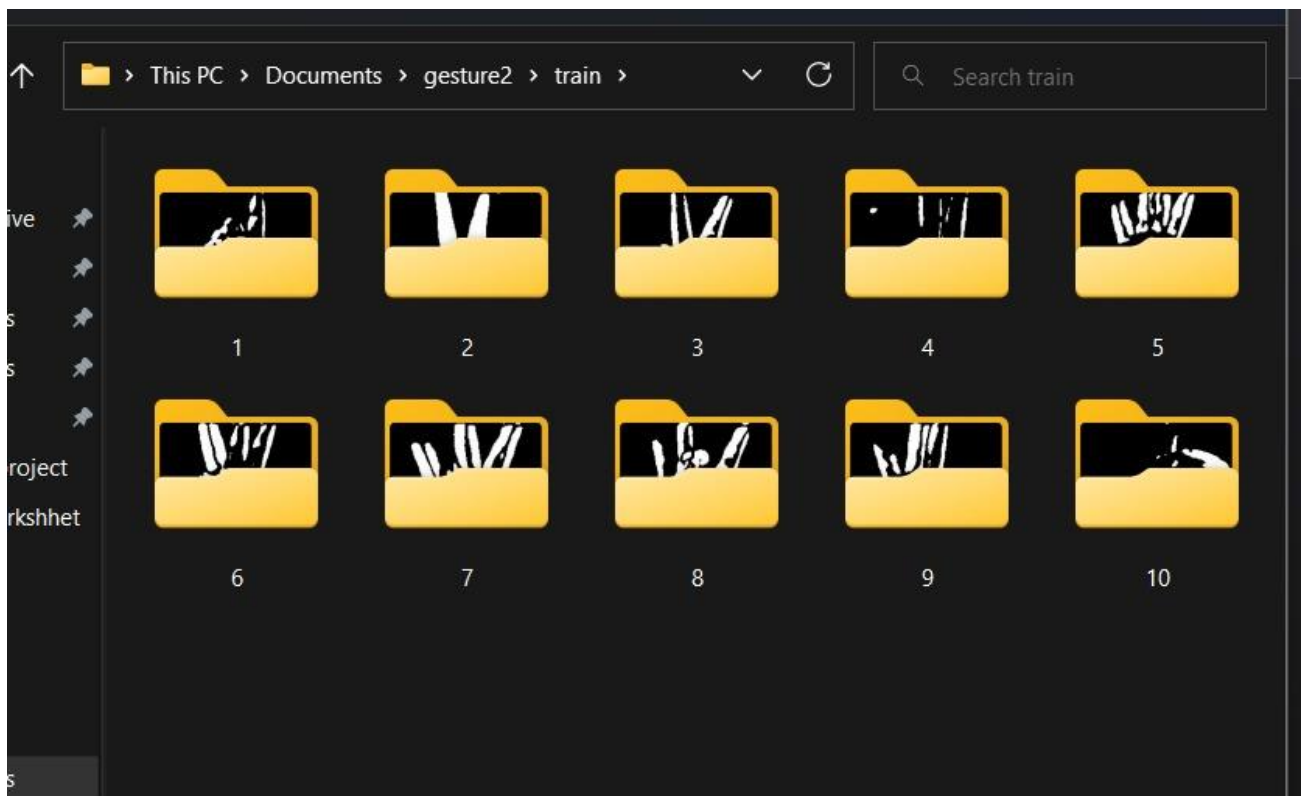 This PC > Documents > gesture2 > train >
Search train
ive
s
s
roject
rkshhet
1 2 3 4 5
6 7 8 9 10
s